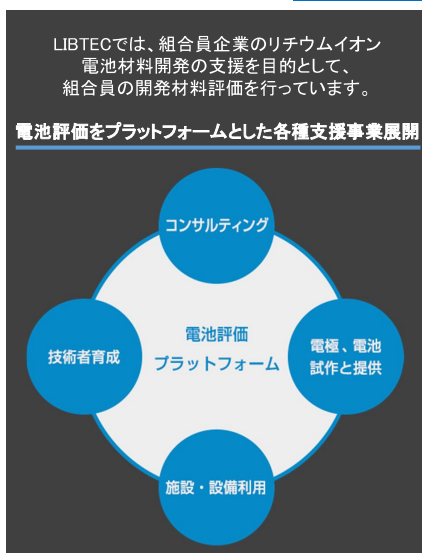 LIBTECでは、組合員企業のリチウムイオン
電池材料開発の支援を目的として、
組合員の開発材料評価を行っています。
電池評価をプラットフォームとした各種支援事業展開
コンサルティング
技術者育成
電池評価
プラットフォーム
電極、電池
試作と提供
施設・設備利用